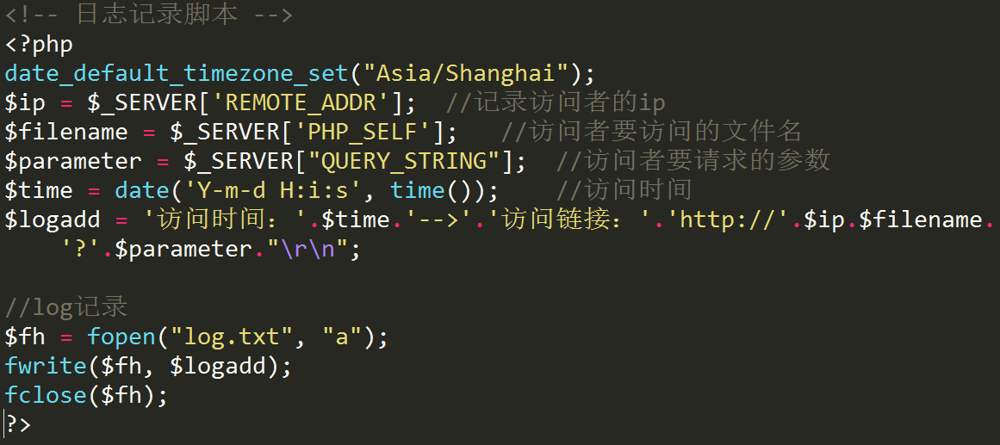 <!-- 日志记录脚本 -->
<?php
date_default_timezone_set("Asia/Shanghai");
$ip = $_SERVER['REMOTE_ADDR'];  //记录访问者的ip
$filename = $_SERVER['PHP_SELF'];   //访问者要访问的文件名
$parameter = $_SERVER["QUERY_STRING"];  //访问者要请求的参数
$time = date('Y-m-d H:i:s', time());    //访问时间
$logadd = '访问时间：'.$time.'-->'.'访问链接：'.'http://'.$ip.$filename.
'?'.$parameter."\r\n";
//log记录
$fh = fopen("log.txt", "a");
fwrite($fh, $logadd);
fclose($fh);
?>